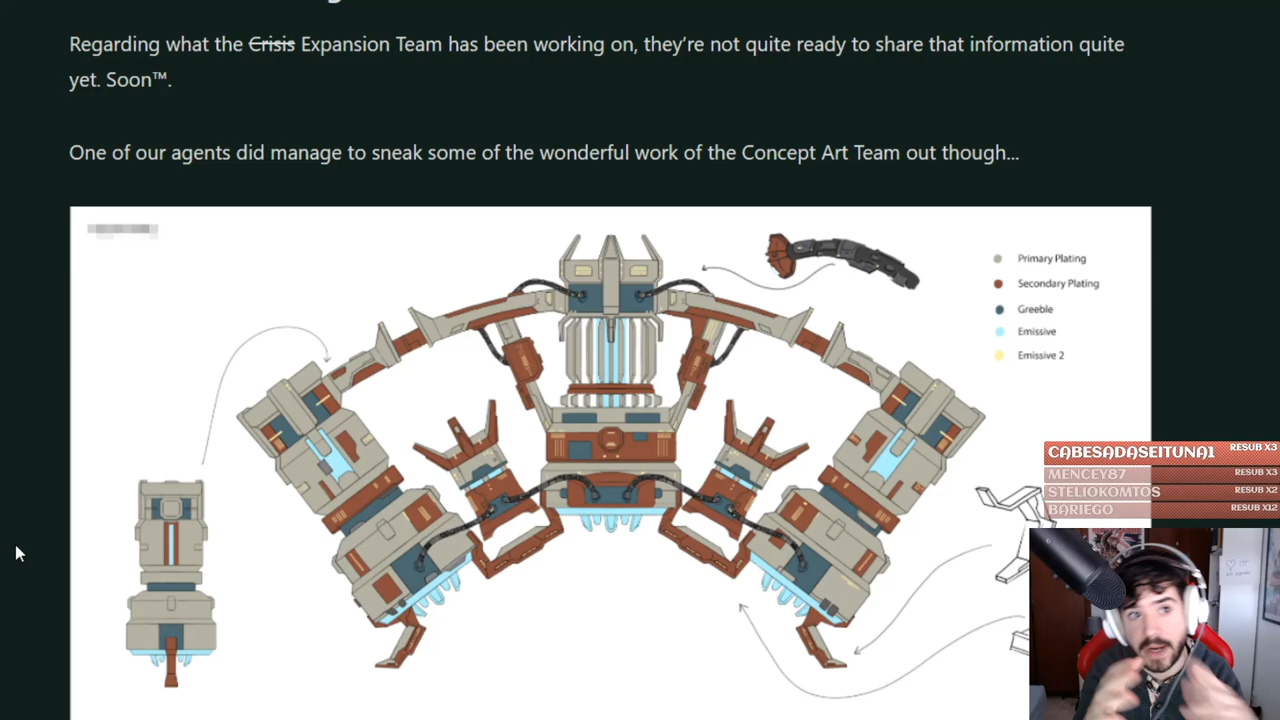 Regarding what the Crisis Expansion Team has been working on, they're not quite ready to share that information quite
yet. Soon™.
One of our agents did manage to sneak some of the wonderful work of the Concept Art Team out though...
Primary Plating
Secondary Plating
Greeble
Emissive
Emissive 2
CABESADASEITUNA1 RESUB X3
MENCEY87 RESUB X3
STELIOKOMTOS RESUB X2
BARIEGO RESUB X12